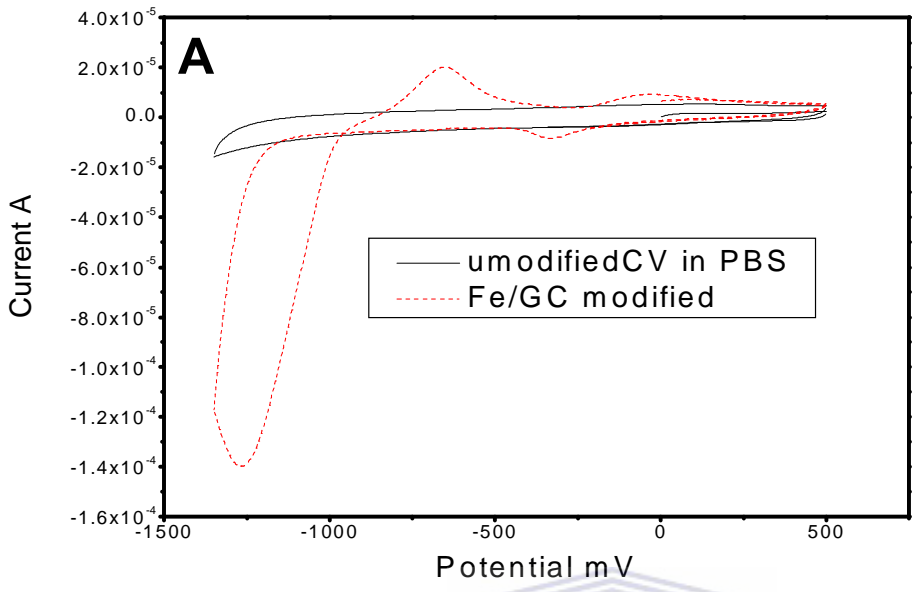 A
4.0x10⁻⁵
2.0x10⁻⁵
0.0
-2.0x10⁻⁵
-4.0x10⁻⁵
-6.0x10⁻⁵
-8.0x10⁻⁵
-1.0x10⁻⁴
-1.2x10⁻⁴
-1.4x10⁻⁴
-1.6x10⁻⁴
Current A
umodifiedCV in PBS
Fe/GC modified
-1500 -1000 -500 0 500
Potential mV